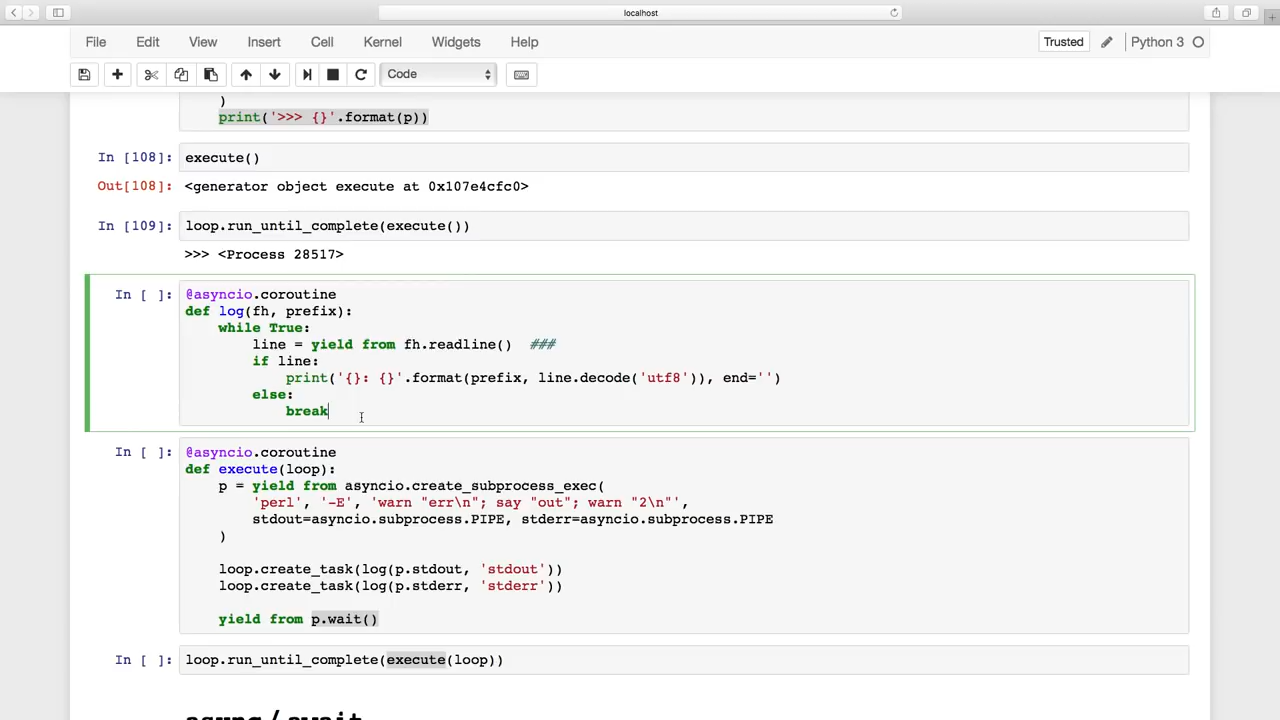 localhost
File Edit View Insert Cell Kernel Widgets Help Trusted Python 3
Code
)
print('>>> {}'.format(p))
In [108]: execute()
Out[108]: <generator object execute at 0x107e4cfc0>
In [109]: loop.run_until_complete(execute())
>>> <Process 28517>
In [ ]: @asyncio.coroutine
def log(fh, prefix):
while True:
line = yield from fh.readline() ###
if line:
print('{}: {}'.format(prefix, line.decode('utf8')), end='')
else:
break
In [ ]: @asyncio.coroutine
def execute(loop):
p = yield from asyncio.create_subprocess_exec(
'perl', '-E', 'warn "err\n"; say "out"; warn "2\n"',
stdout=asyncio.subprocess.PIPE, stderr=asyncio.subprocess.PIPE
)
loop.create_task(log(p.stdout, 'stdout'))
loop.create_task(log(p.stderr, 'stderr'))
yield from p.wait()
In [ ]: loop.run_until_complete(execute(loop))
async / await